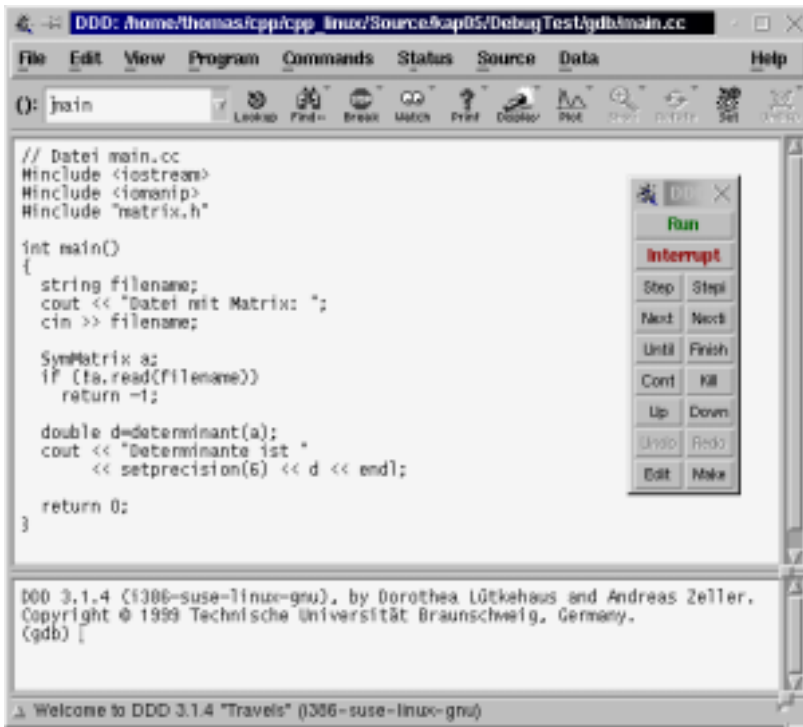 DDD: /home/thomas/cpp/cpp_linux/Source/kap05/DebugTest/gdb/main.cc
File Edit View Program Commands Status Source Data Help
(): main
Lookup Find» Break Watch Print Display Plot Set
// Datei main.cc
#include <iostream>
#include <iomanip>
#include "matrix.h"
int main()
{
string filename;
cout << "Datei mit Matrix: ";
cin >> filename;
SymMatrix a;
if (!a.read(filename))
return -1;
double d=determinant(a);
cout << "Determinante ist "
<< setprecision(6) << d << endl;
return 0;
}
DDD
Run
Interrupt
Step Stepi
Next Nexti
Until Finish
Cont Kill
Up Down
Undo Redo
Edit Make
DDD 3.1.4 (i386-suse-linux-gnu), by Dorothea Lütkehaus and Andreas Zeller.
Copyright © 1999 Technische Universität Braunschweig, Germany.
(gdb)
Welcome to DDD 3.1.4 "Travels" (i386-suse-linux-gnu)